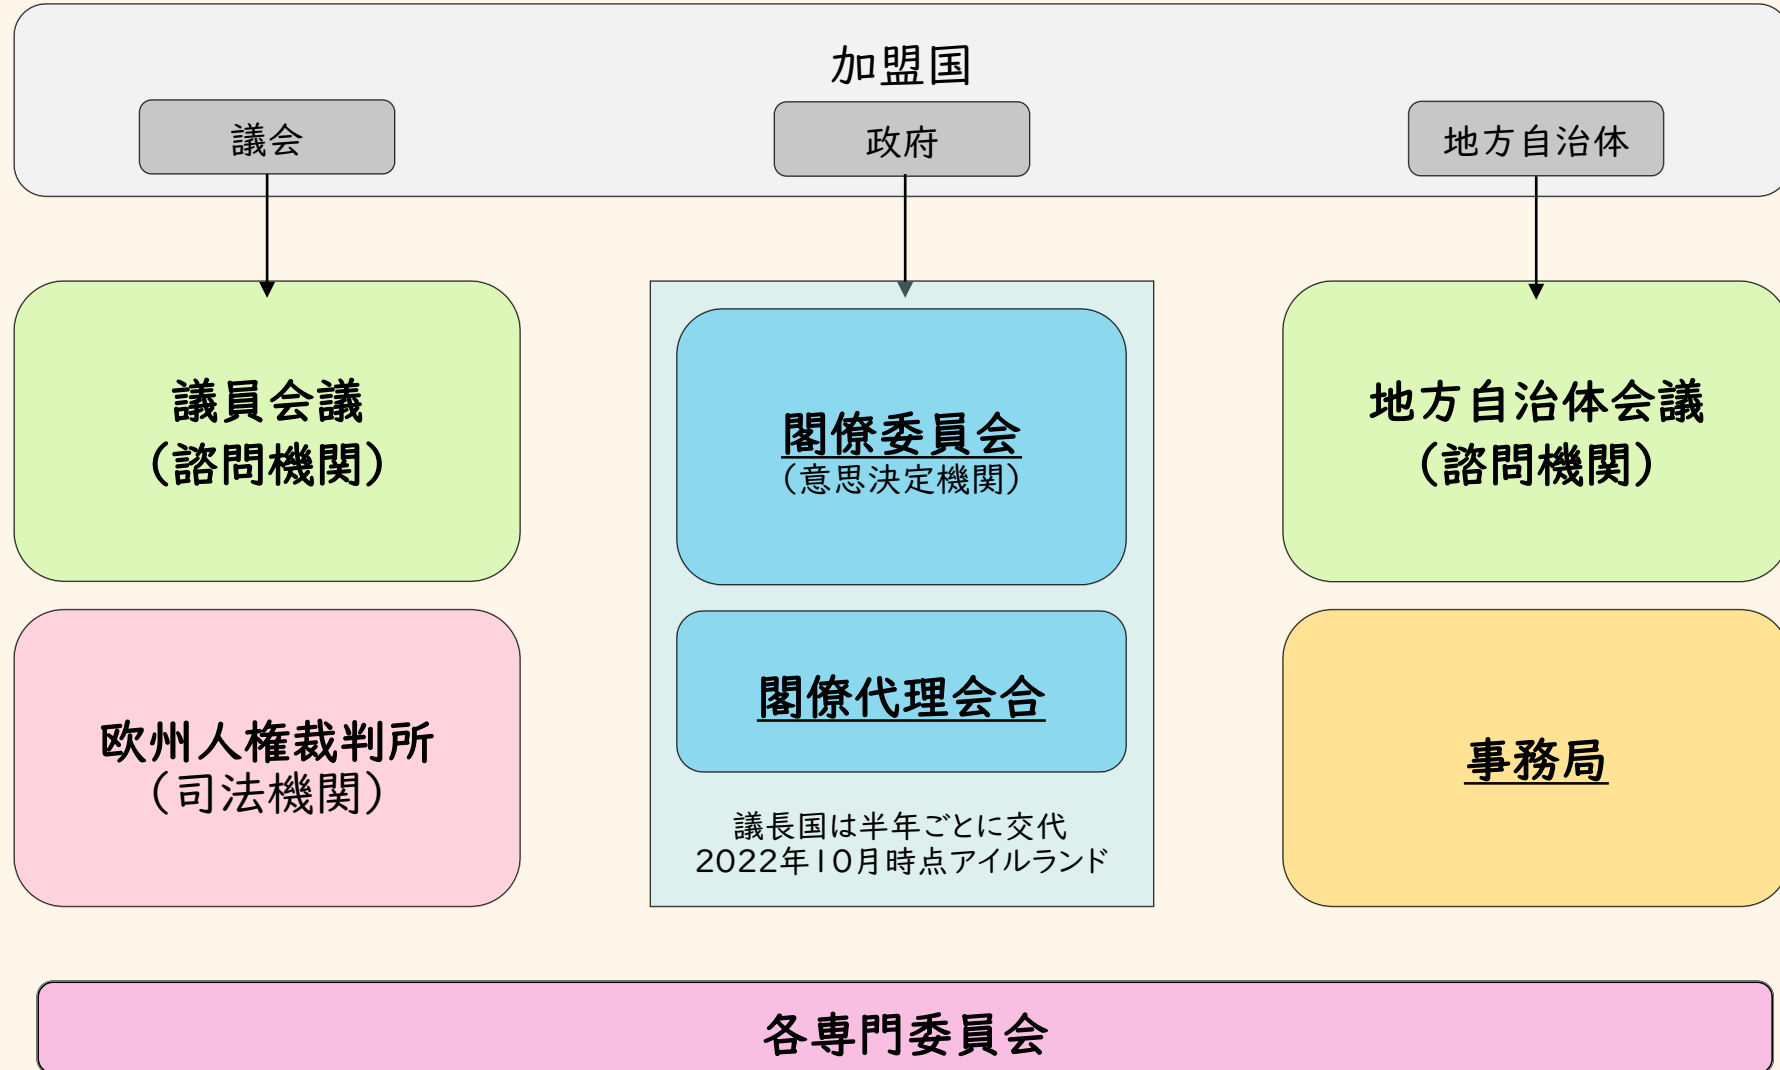 加盟国
議会
政府
地方自治体
議員会議
（諮問機関）
閣僚委員会
（意思決定機関）
地方自治体会議
（諮問機関）
欧州人権裁判所
（司法機関）
閣僚代理会合
議長国は半年ごとに交代
2022年10月時点アイルランド
事務局
各専門委員会